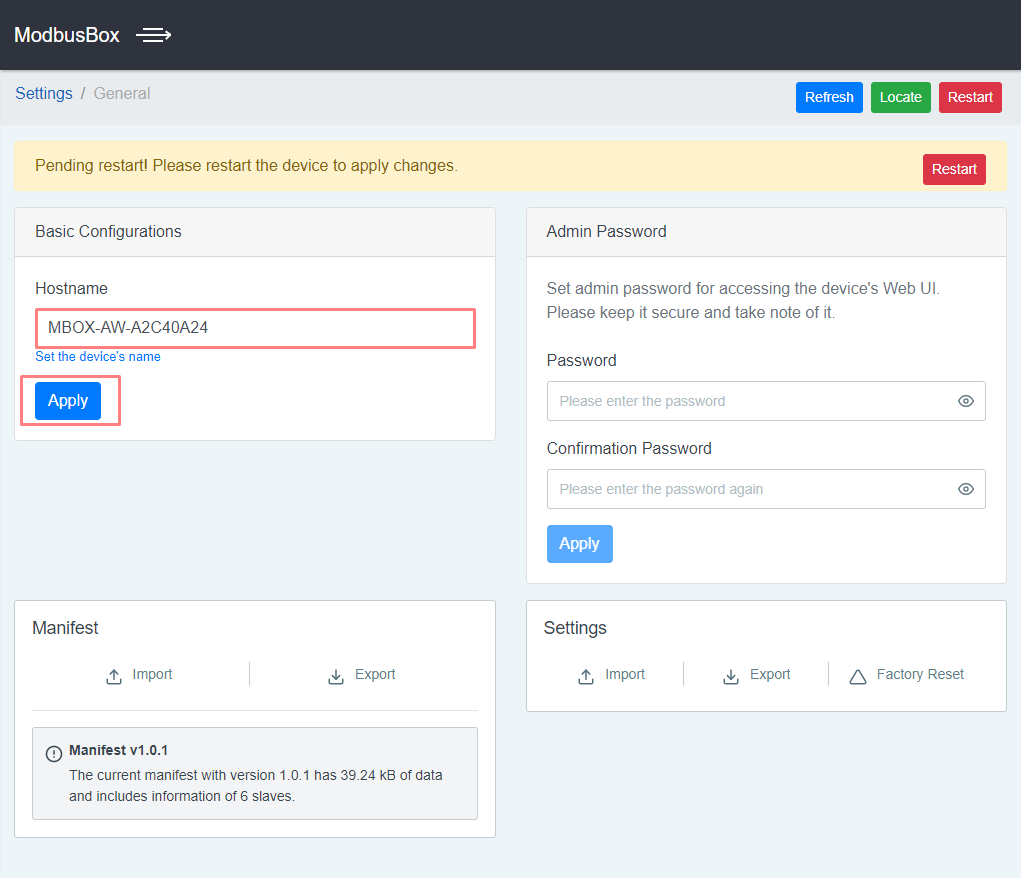 ModbusBox
Settings / General
Refresh
Locate
Restart
Pending restart! Please restart the device to apply changes.
Restart
Basic Configurations
Hostname
MBOX-AW-A2C40A24
Set the device's name
Apply
Admin Password
Set admin password for accessing the device's Web UI.
Please keep it secure and take note of it.
Password
Please enter the password
Confirmation Password
Please enter the password again
Apply
Manifest
Import
Export
Manifest v1.0.1
The current manifest with version 1.0.1 has 39.24 kB of data
and includes information of 6 slaves.
Settings
Import
Export
Factory Reset